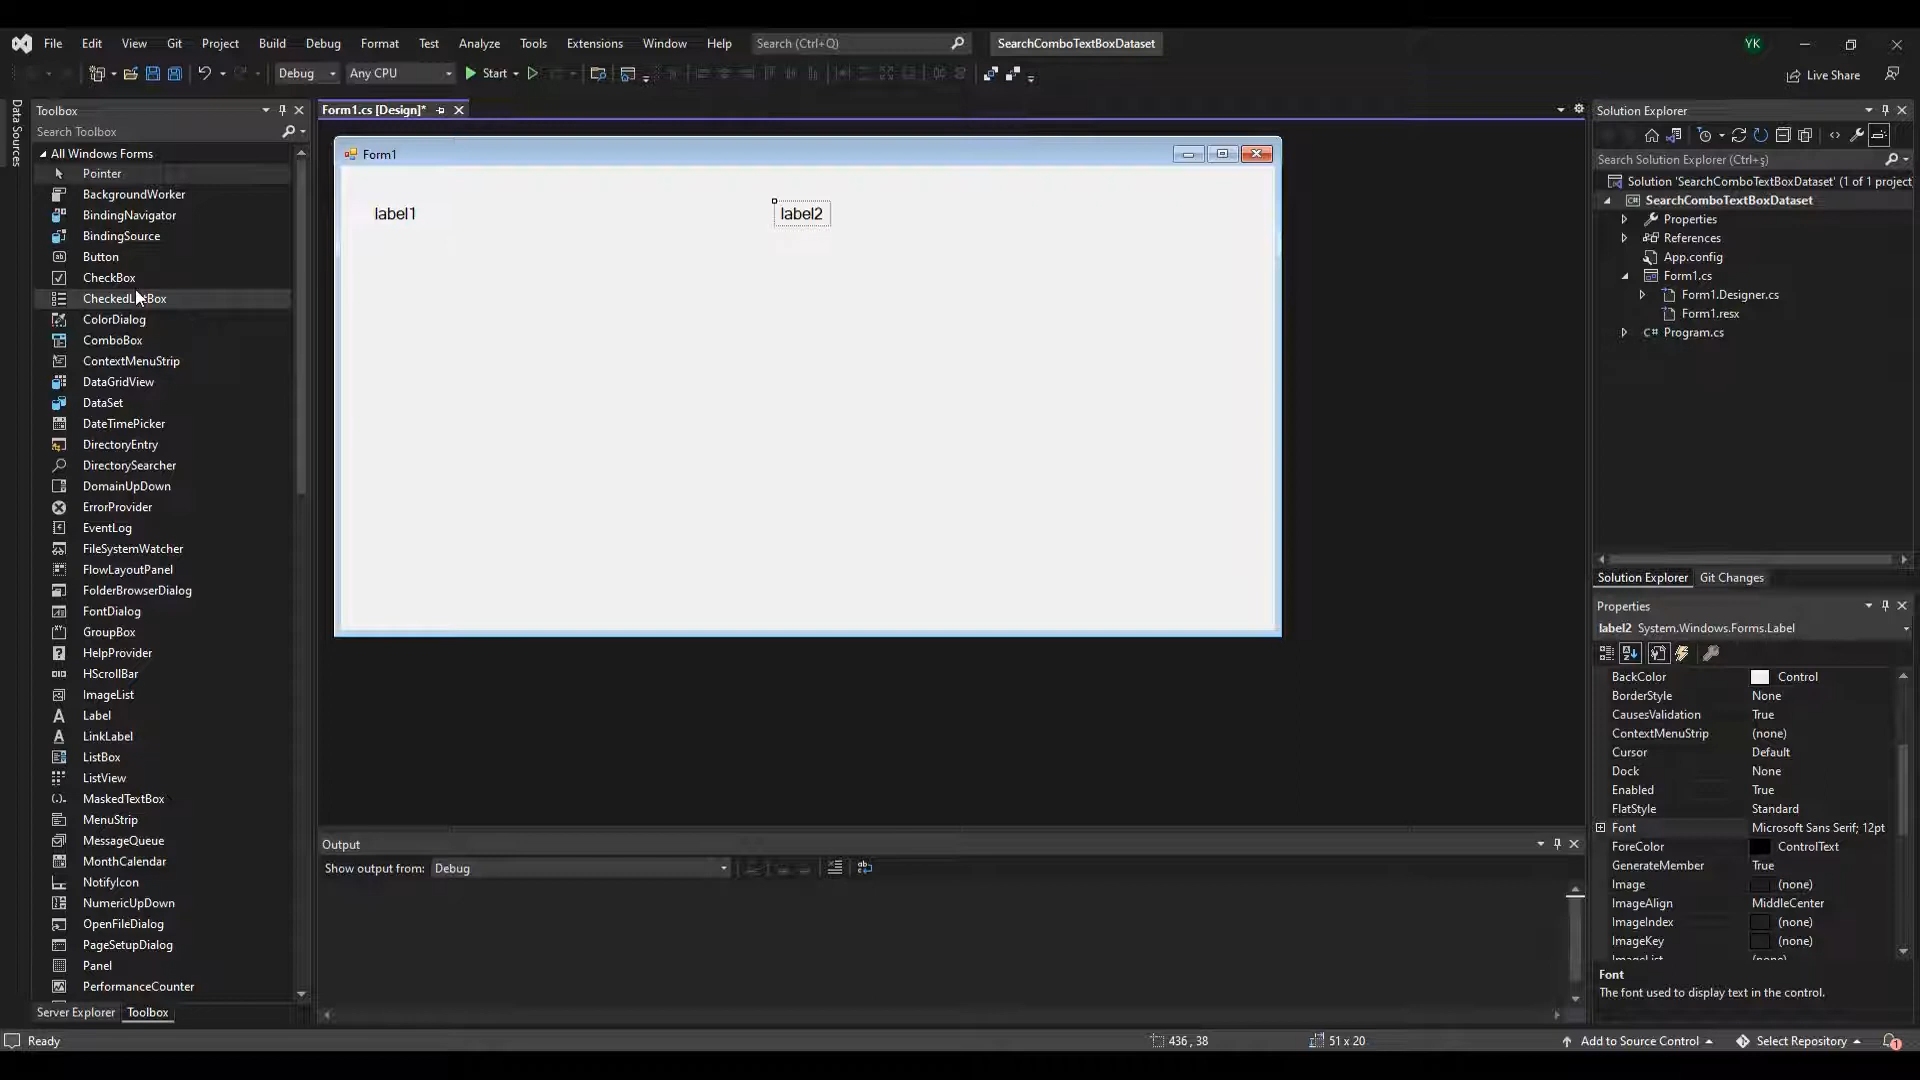 File Edit View Git Project Build Debug Format Test Analyze Tools Extensions Window Help Search (Ctrl+Q) SearchComboTextBoxDataset YK
Debug Any CPU Start Live Share
Data Sources
Toolbox
Search Toolbox
All Windows Forms
Pointer
BackgroundWorker
BindingNavigator
BindingSource
Button
CheckBox
CheckedListBox
ColorDialog
ComboBox
ContextMenuStrip
DataGridView
DataSet
DateTimePicker
DirectoryEntry
DirectorySearcher
DomainUpDown
ErrorProvider
EventLog
FileSystemWatcher
FlowLayoutPanel
FolderBrowserDialog
FontDialog
GroupBox
HelpProvider
HScrollBar
ImageList
Label
LinkLabel
ListBox
ListView
MaskedTextBox
MenuStrip
MessageQueue
MonthCalendar
NotifyIcon
NumericUpDown
OpenFileDialog
PageSetupDialog
Panel
PerformanceCounter
Server Explorer Toolbox
Form1.cs [Design]*
Form1
label1 label2
Output
Show output from: Debug
Solution Explorer
Search Solution Explorer (Ctrl+ş)
Solution 'SearchComboTextBoxDataset' (1 of 1 project
SearchComboTextBoxDataset
Properties
References
App.config
Form1.cs
Form1.Designer.cs
Form1.resx
C# Program.cs
Solution Explorer Git Changes
Properties
label2 System.Windows.Forms.Label
BackColor Control
BorderStyle None
CausesValidation True
ContextMenuStrip (none)
Cursor Default
Dock None
Enabled True
FlatStyle Standard
Font Microsoft Sans Serif; 12pt
ForeColor ControlText
GenerateMember True
Image (none)
ImageAlign MiddleCenter
ImageIndex (none)
ImageKey (none)
ImageList (none)
Font
The font used to display text in the control.
Ready 436 , 38 51 x 20 Add to Source Control Select Repository 1